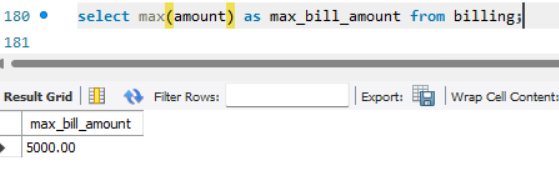 180 select max(amount) as max_bill_amount from billing;
181
Result Grid Filter Rows: Export: Wrap Cell Content:
max_bill_amount
5000.00